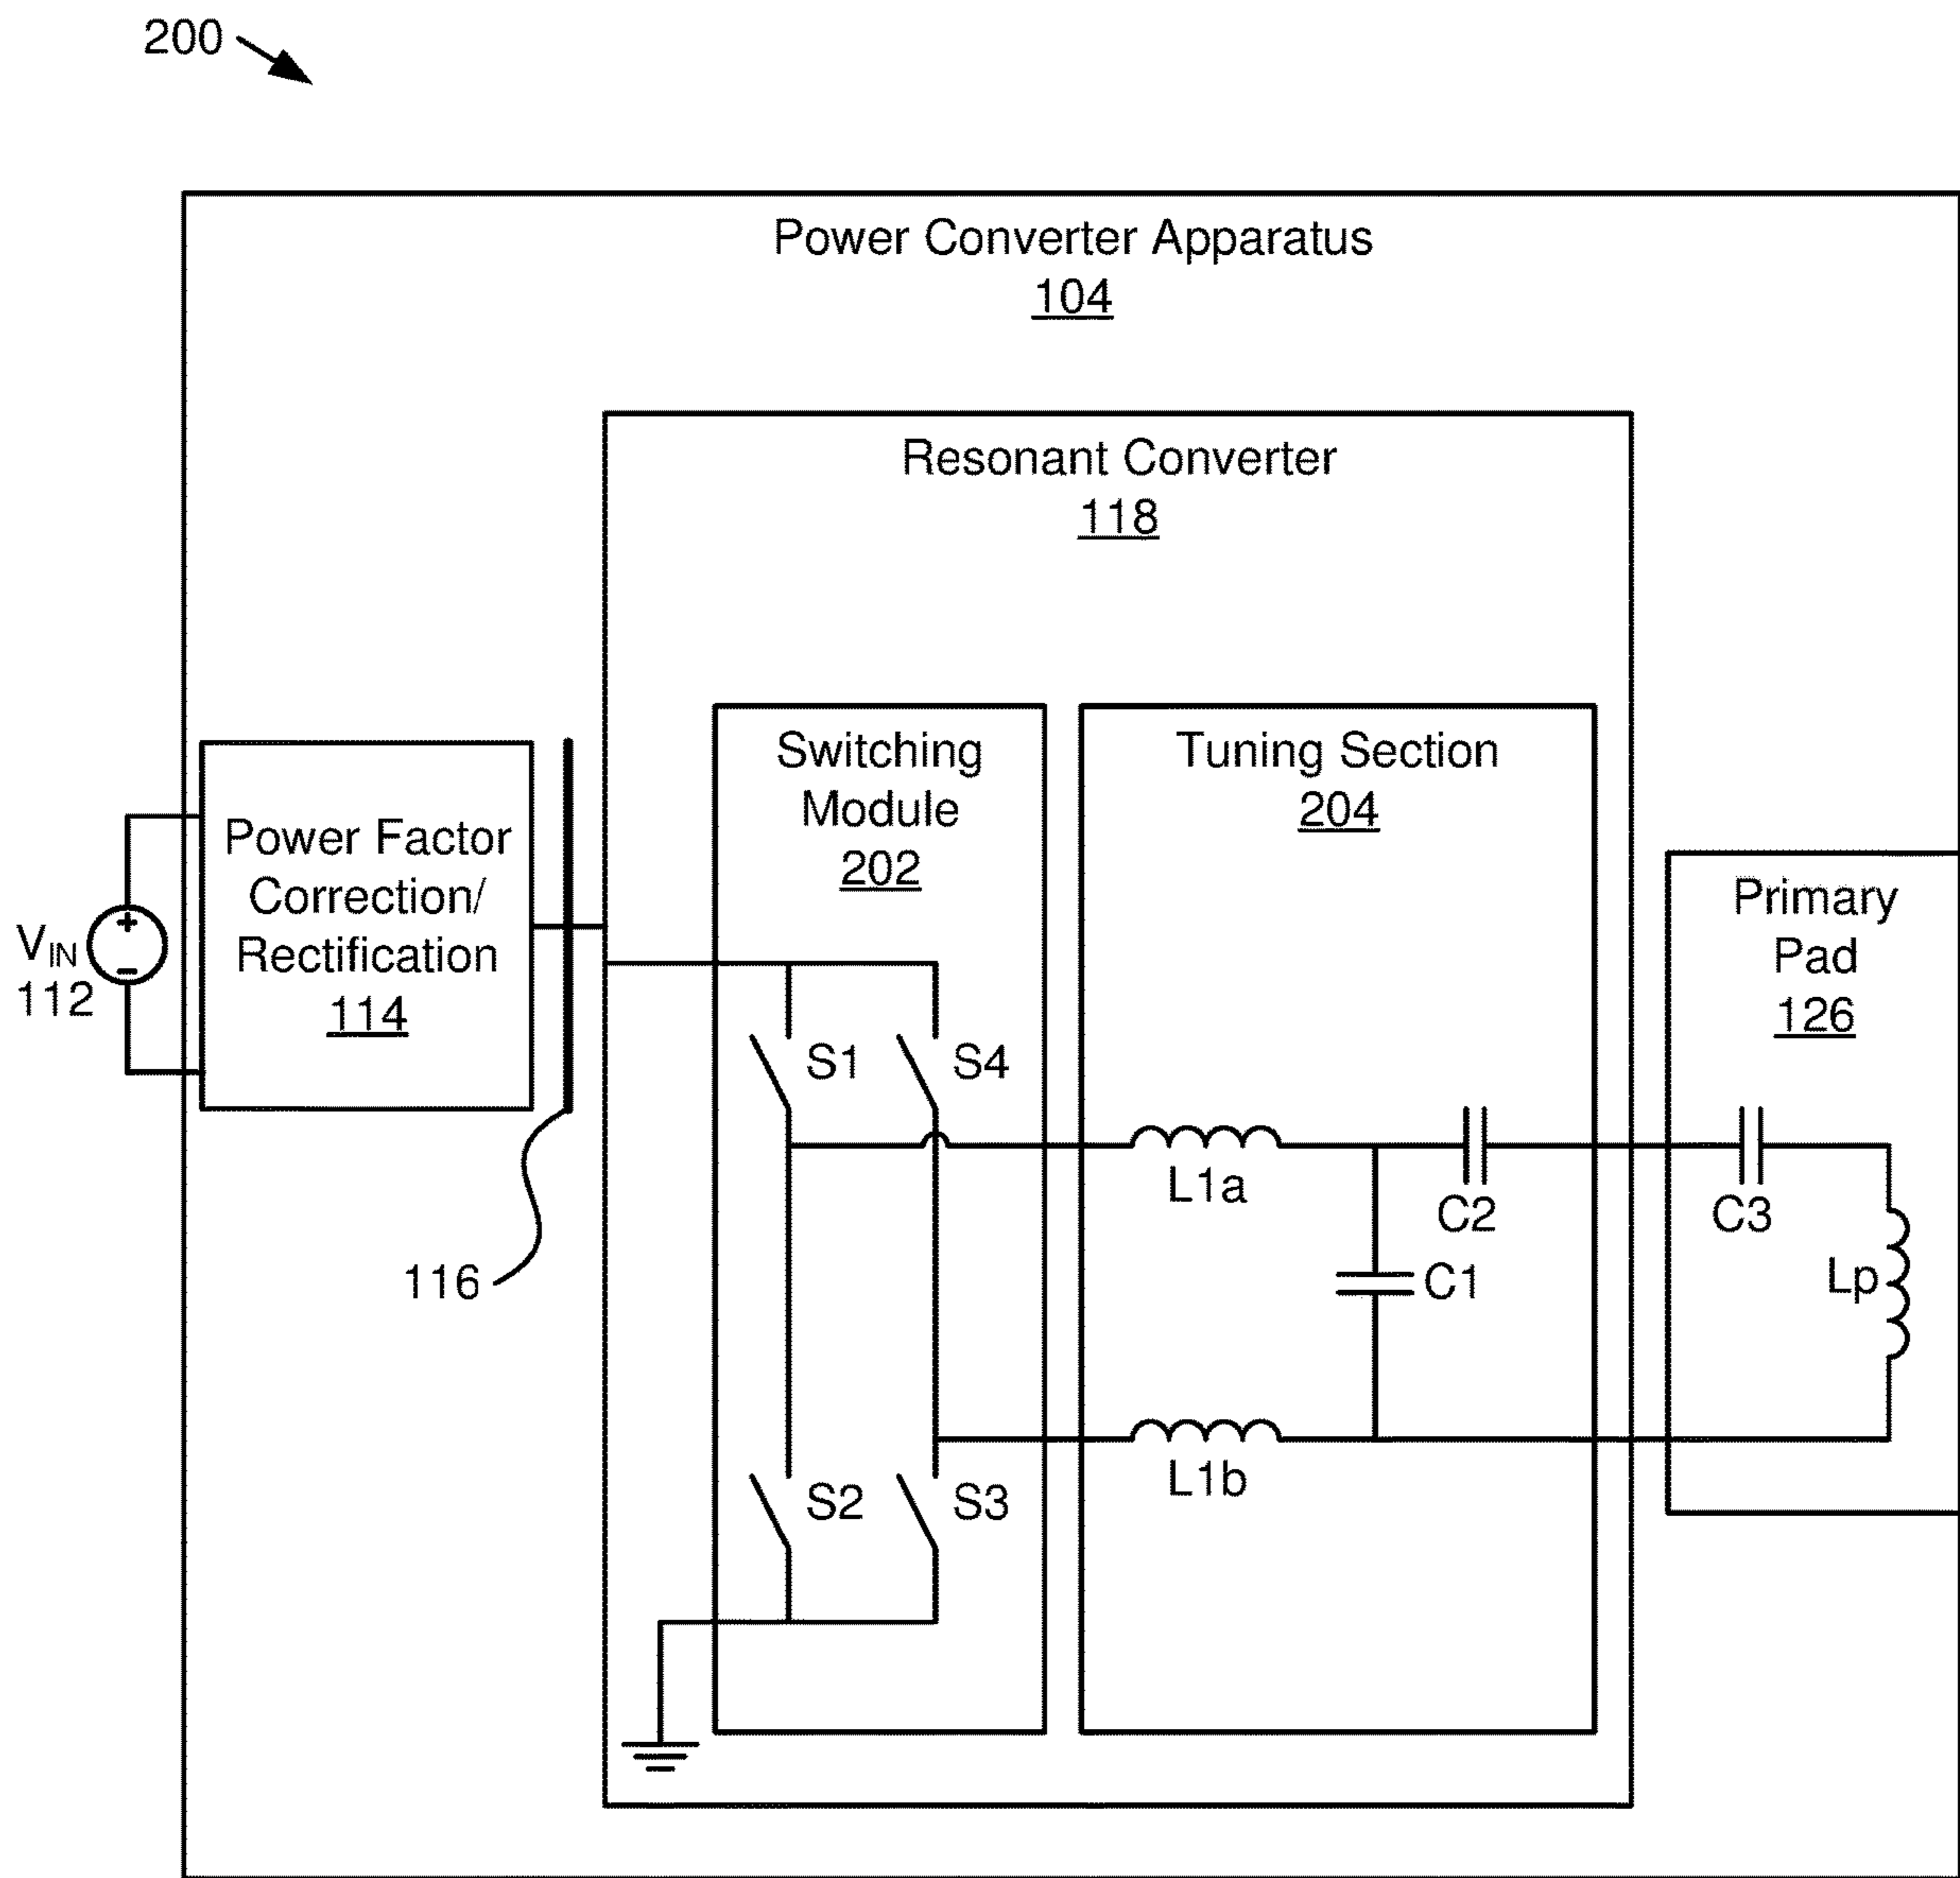 200
Power Converter Apparatus
104
Resonant Converter
118
Switching
Module
202
Tuning Section
204
Power Factor
Correction/
Rectification
114
VIN
112
+
−
Primary
Pad
126
S1
S4
L1a
C2
C3
116
C1
Lp
L1b
S2
S3